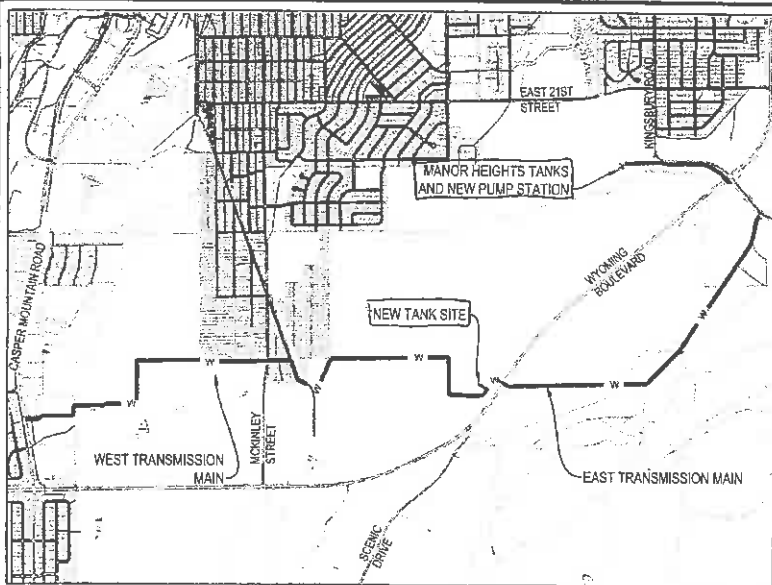 EAST 21ST
STREET
KINGSBURY ROAD
MANOR HEIGHTS TANKS
AND NEW PUMP STATION
CASPER MOUNTAIN ROAD
WYOMING
BOULEVARD
NEW TANK SITE
W
W
W
W
W
W
W
WEST TRANSMISSION
MAIN
MCKINLEY
STREET
EAST TRANSMISSION MAIN
SCENIC
DRIVE